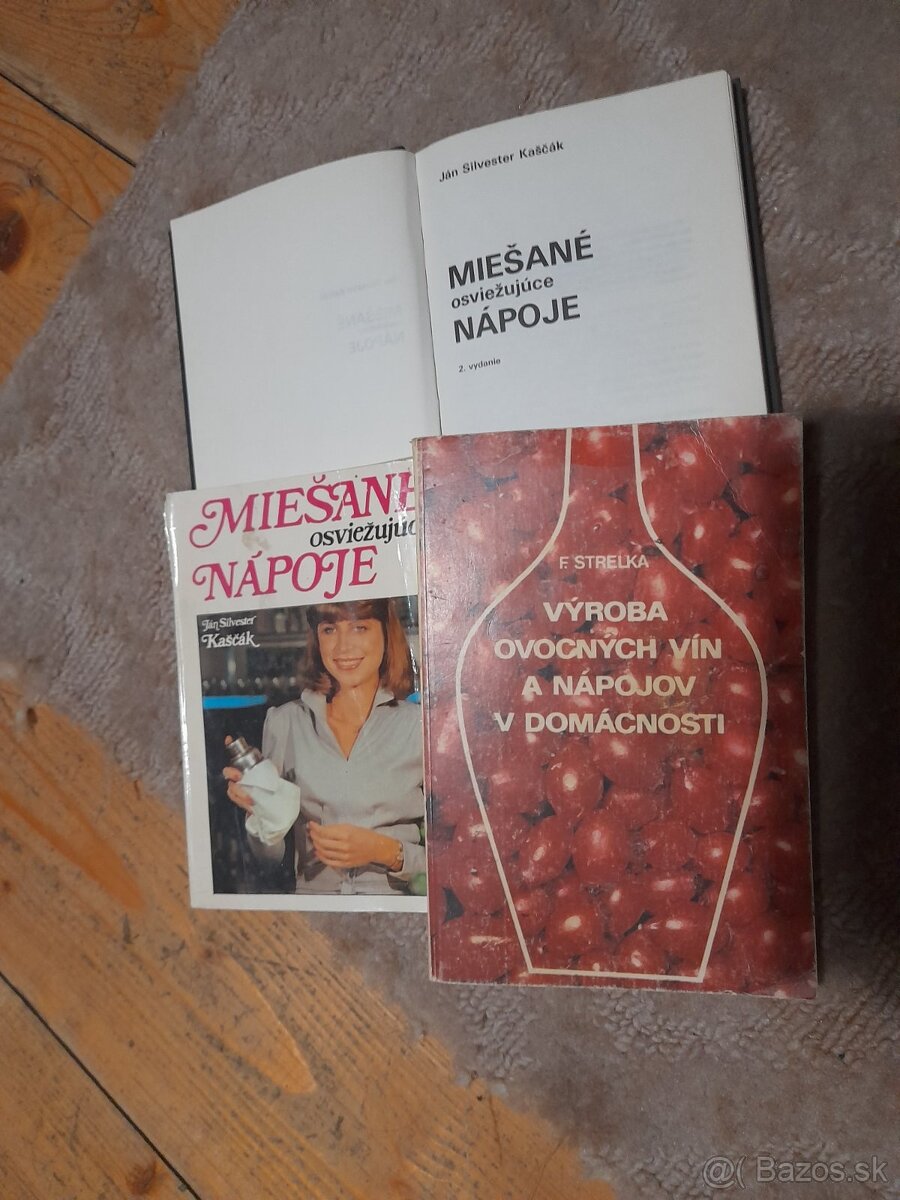 Ján Silvester Kaščák
MIEŠANÉ
osviežujúce
NÁPOJE
2. vydanie
MIEŠANÉ
osviežujúc
NÁPOJE
Ján Silvester
Kaščák
F. STRELKA
VÝROBA
OVOCNÝCH VÍN
A NÁPOJOV
V DOMÁCNOSTI
@( Bazos.sk